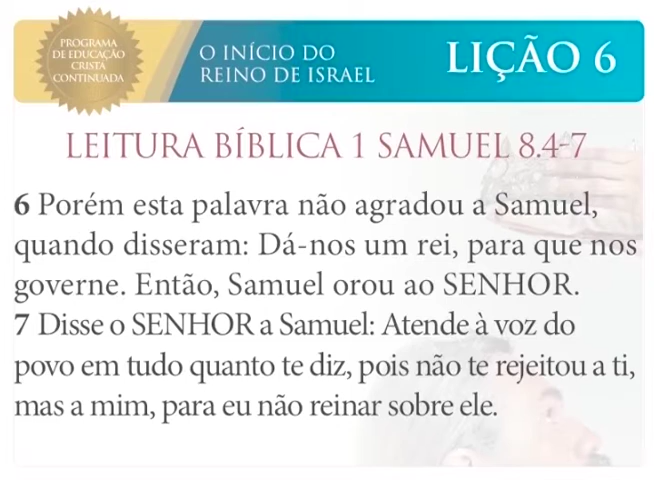 PROGRAMA
DE EDUCAÇÃO
CRISTÃ
CONTINUADA
O INÍCIO DO
REINO DE ISRAEL
LIÇÃO 6
LEITURA BÍBLICA 1 SAMUEL 8.4-7
6 Porém esta palavra não agradou a Samuel,
quando disseram: Dá-nos um rei, para que nos
governe. Então, Samuel orou ao SENHOR.
7 Disse o SENHOR a Samuel: Atende à voz do
povo em tudo quanto te diz, pois não te rejeitou a ti,
mas a mim, para eu não reinar sobre ele.